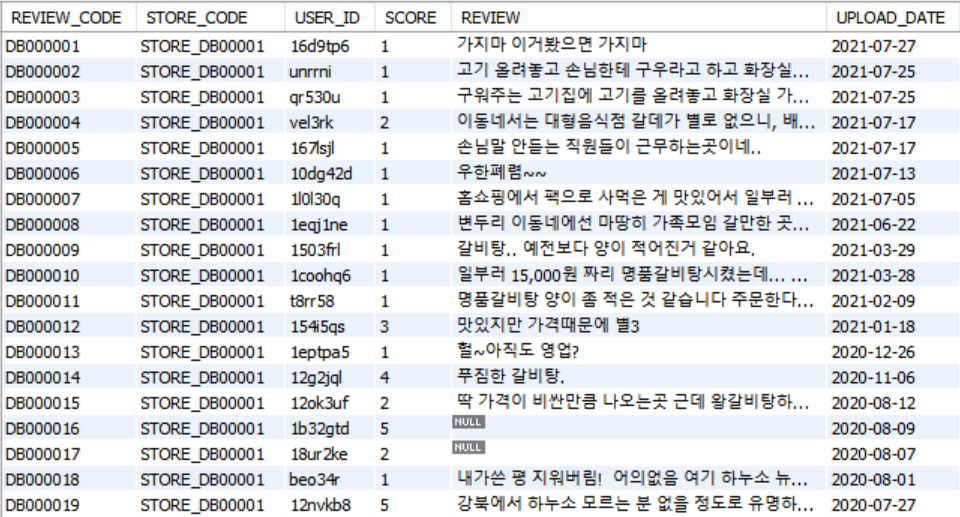 REVIEW_CODE STORE_CODE USER_ID SCORE REVIEW UPLOAD_DATE
DB000001 STORE_DB00001 16d9tp6 1 가지마 이거봤으면 가지마 2021-07-27
DB000002 STORE_DB00001 unrrni 1 고기 올려놓고 손님한테 구우라고 하고 화장실... 2021-07-25
DB000003 STORE_DB00001 qr530u 1 구워주는 고기집에 고기를 올려놓고 화장실 가... 2021-07-25
DB000004 STORE_DB00001 vel3rk 2 이동네서는 대형음식점 갈데가 별로 없으니, 배... 2021-07-17
DB000005 STORE_DB00001 167lsjl 1 손님말 안듣는 직원들이 근무하는곳이네.. 2021-07-17
DB000006 STORE_DB00001 10dg42d 1 우한폐렴~~ 2021-07-13
DB000007 STORE_DB00001 1l0l30q 1 홈쇼핑에서 팩으로 사먹은 게 맛있어서 일부러 ... 2021-07-05
DB000008 STORE_DB00001 1eqj1ne 1 변두리 이동네에선 마땅히 가족모임 갈만한 곳... 2021-06-22
DB000009 STORE_DB00001 1503frl 1 갈비탕.. 예전보다 양이 적어진거 같아요. 2021-03-29
DB000010 STORE_DB00001 1coohq6 1 일부러 15,000원 짜리 명품갈비탕시켰는데... ... 2021-03-28
DB000011 STORE_DB00001 t8rr58 1 명품갈비탕 양이 좀 적은 것 같습니다 주문한다... 2021-02-09
DB000012 STORE_DB00001 154i5qs 3 맛있지만 가격때문에 별3 2021-01-18
DB000013 STORE_DB00001 1eptpa5 1 헐~아직도 영업? 2020-12-26
DB000014 STORE_DB00001 12g2jql 4 푸짐한 갈비탕. 2020-11-06
DB000015 STORE_DB00001 12ok3uf 2 딱 가격이 비싼만큼 나오는곳 근데 왕갈비탕하... 2020-08-12
DB000016 STORE_DB00001 1b32gtd 5 NULL 2020-08-09
DB000017 STORE_DB00001 18ur2ke 2 NULL 2020-08-07
DB000018 STORE_DB00001 beo34r 1 내가쓴 평 지워버림! 어의없음 여기 하누소 뉴... 2020-08-01
DB000019 STORE_DB00001 12nvkb8 5 강북에서 하누소 모르는 분 없을 정도로 유명하... 2020-07-27